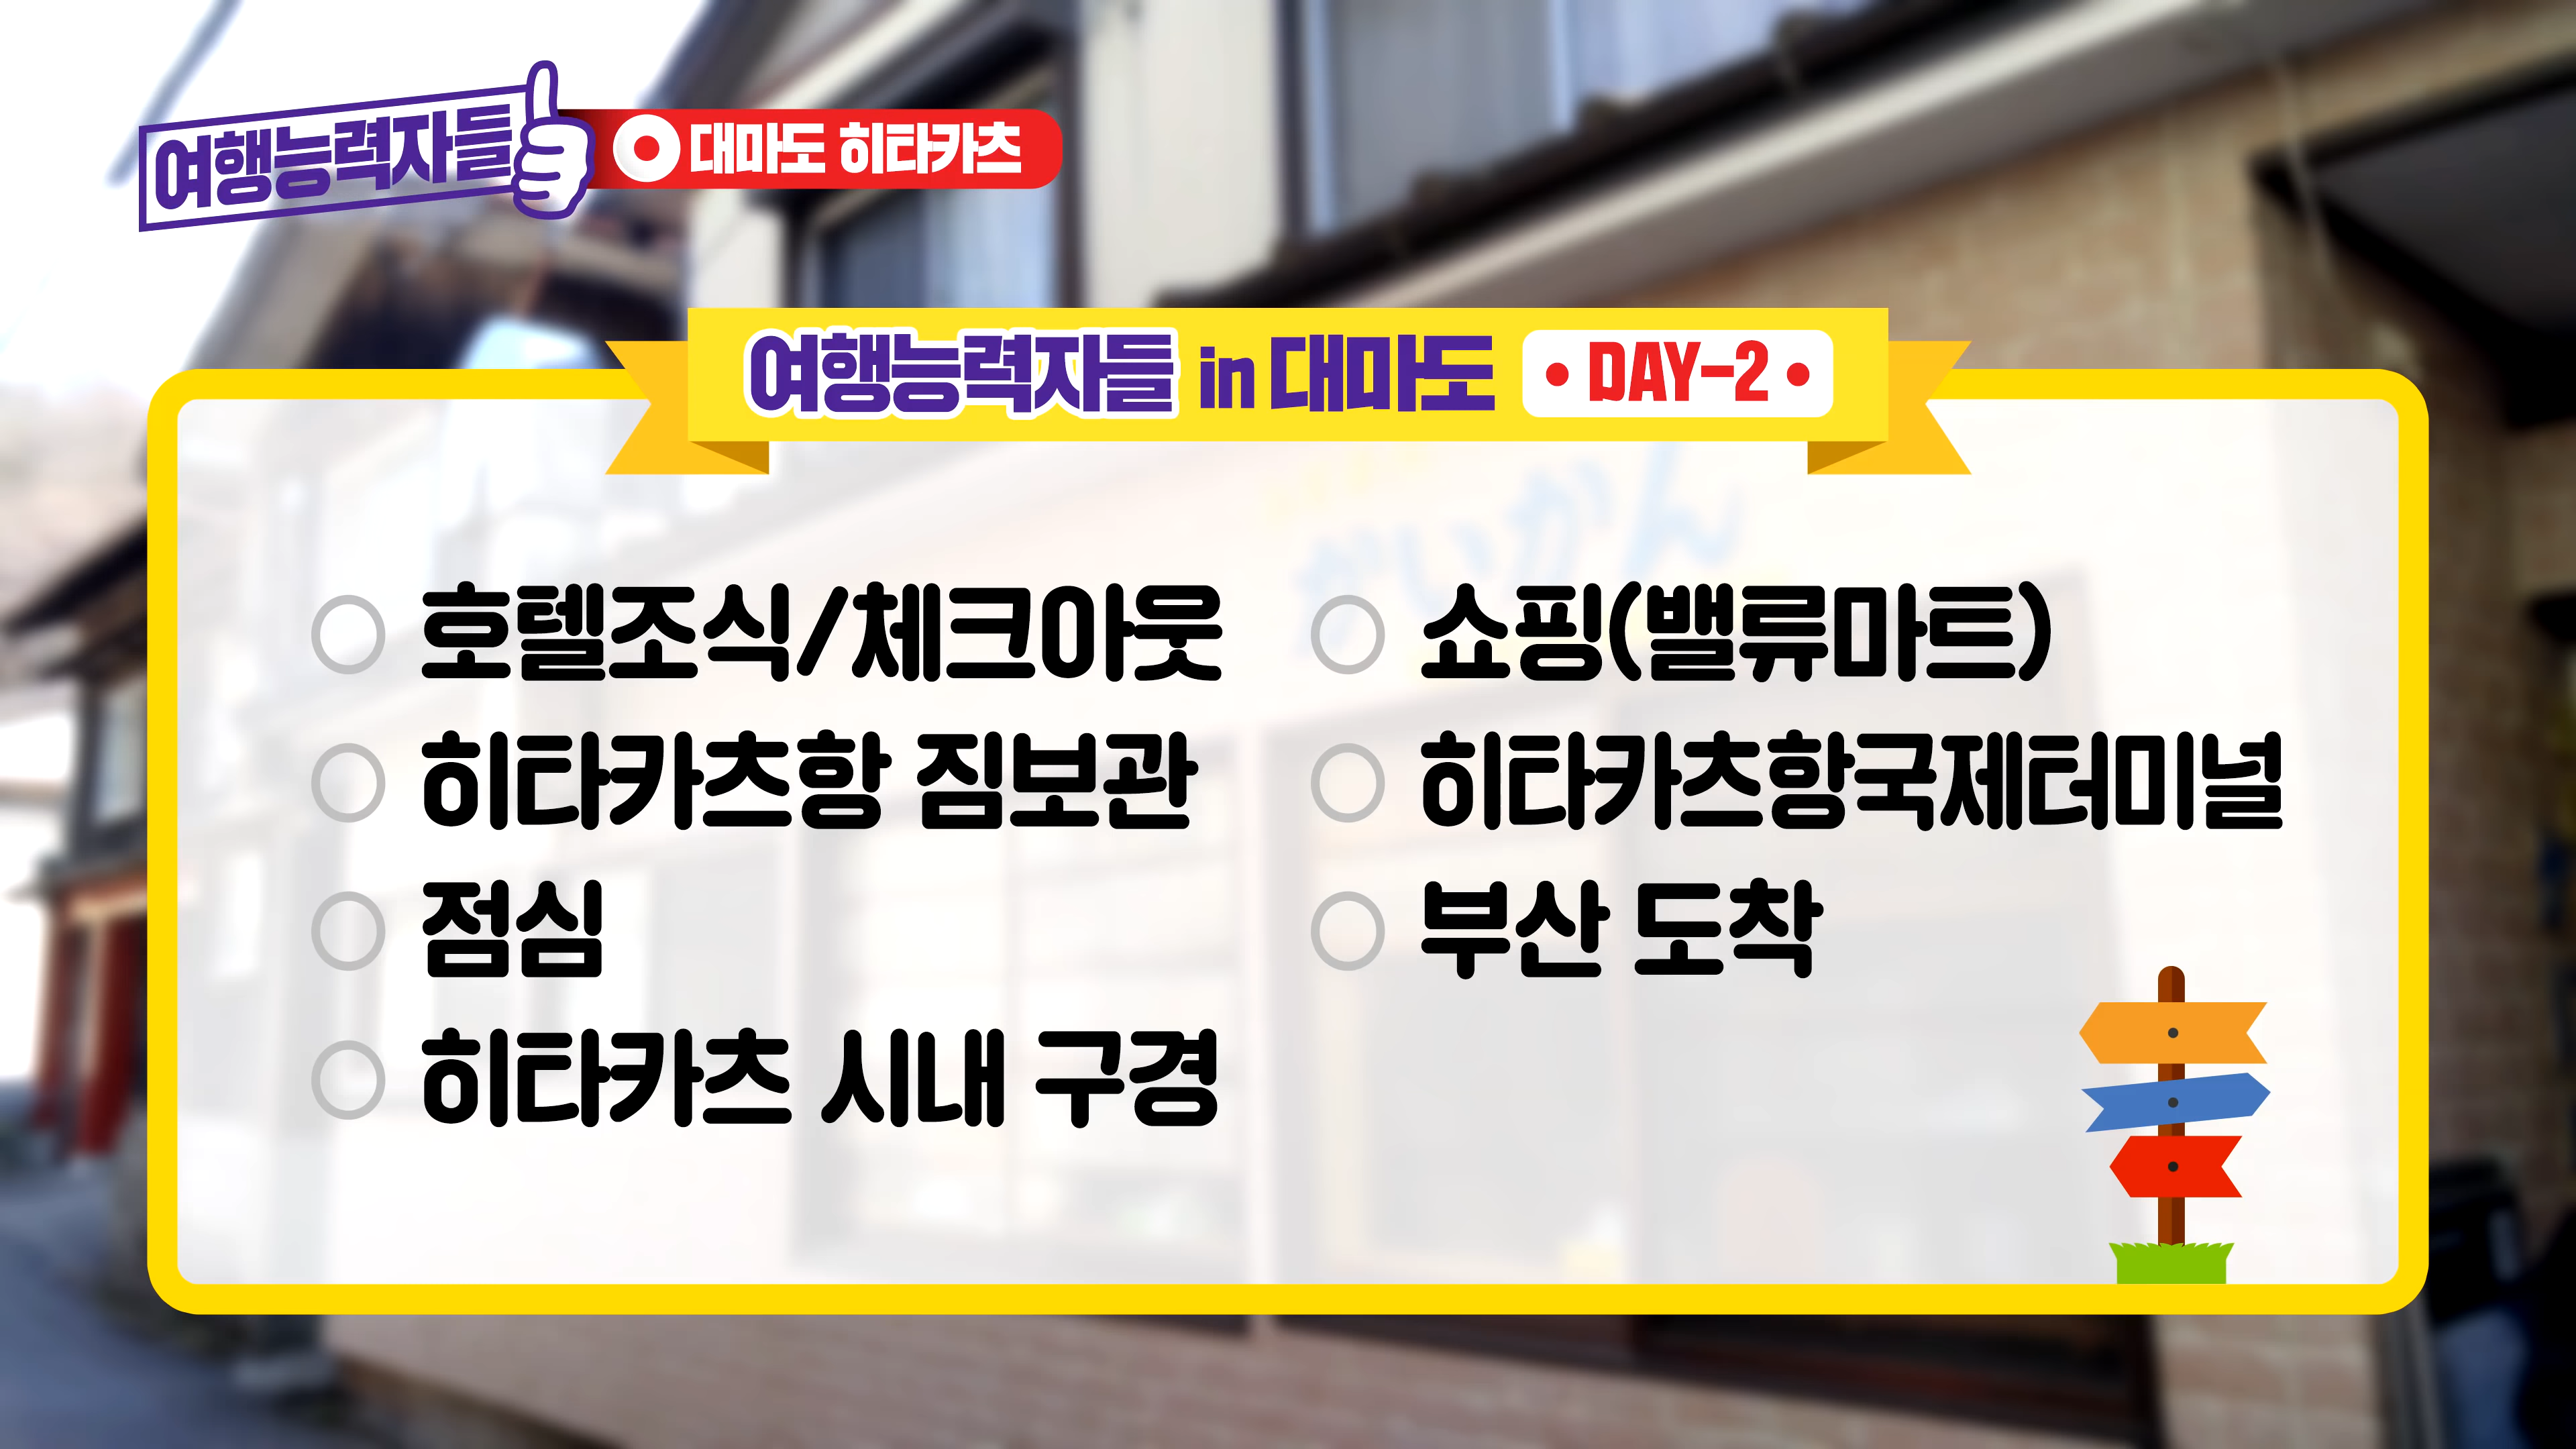 여행능력자들
대마도 히타카츠
여행능력자들 in 대마도 • DAY-2 •
호텔조식/체크아웃
히타카츠항 짐보관
점심
히타카츠 시내 구경
쇼핑(밸류마트)
히타카츠항국제터미널
부산 도착